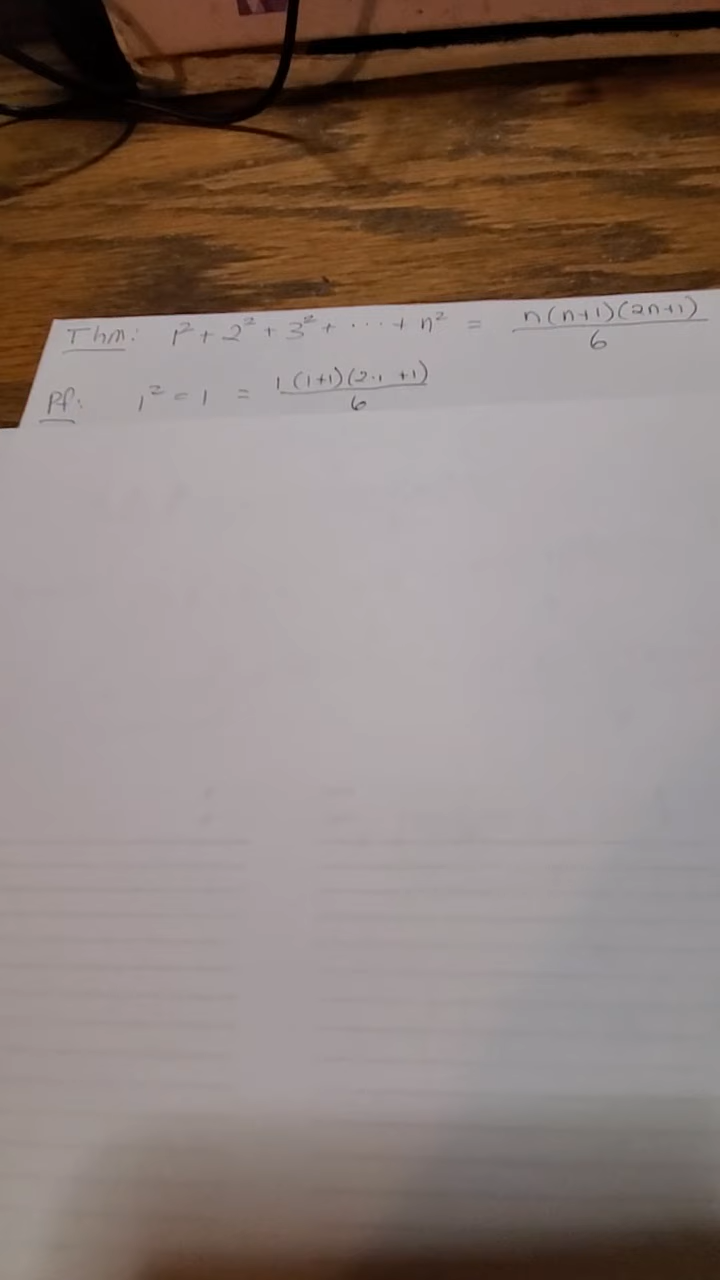 Thm: 1² + 2² + 3² + ··· + n² = n(n+1)(2n+1)/6
Pf: 1² = 1 = 1(1+1)(2·1+1)/6